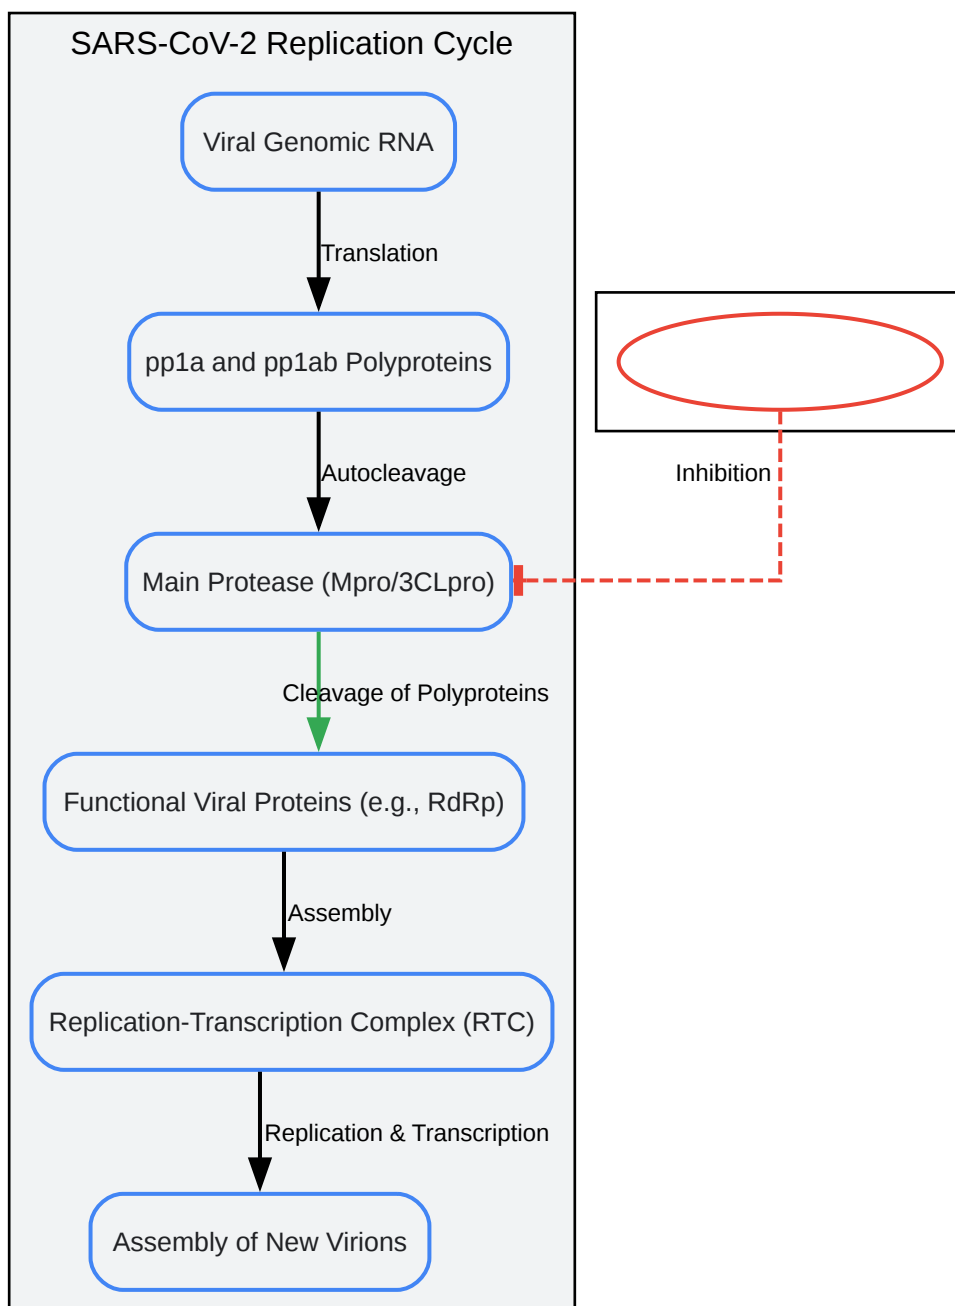 SARS-CoV-2 Replication Cycle
Viral Genomic RNA
Translation
pp1a and pp1ab Polyproteins
Autocleavage
Inhibition
Main Protease (Mpro/3CLpro)
Cleavage of Polyproteins
Functional Viral Proteins (e.g., RdRp)
Assembly
Replication-Transcription Complex (RTC)
Replication & Transcription
Assembly of New Virions